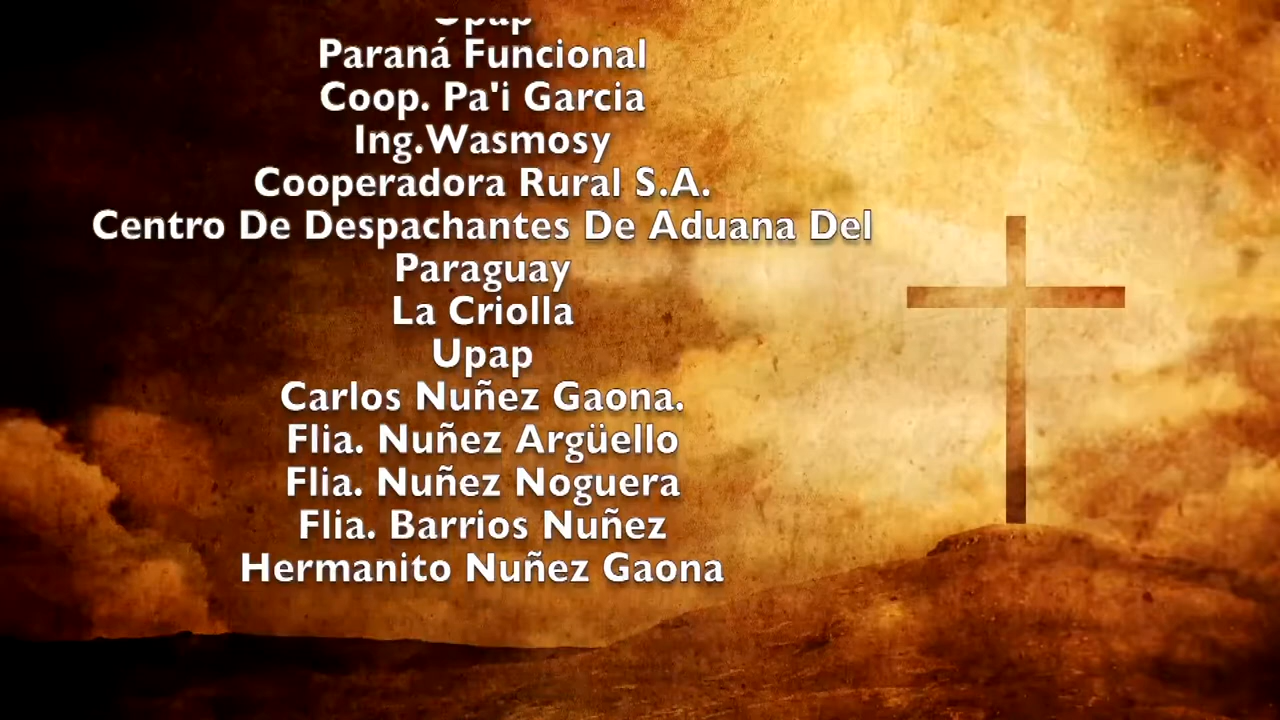 Paraná Funcional
Coop. Pa'i Garcia
Ing.Wasmosy
Cooperadora Rural S.A.
Centro De Despachantes De Aduana Del
Paraguay
La Criolla
Upap
Carlos Nuñez Gaona.
Flia. Nuñez Argüello
Flia. Nuñez Noguera
Flia. Barrios Nuñez
Hermanito Nuñez Gaona